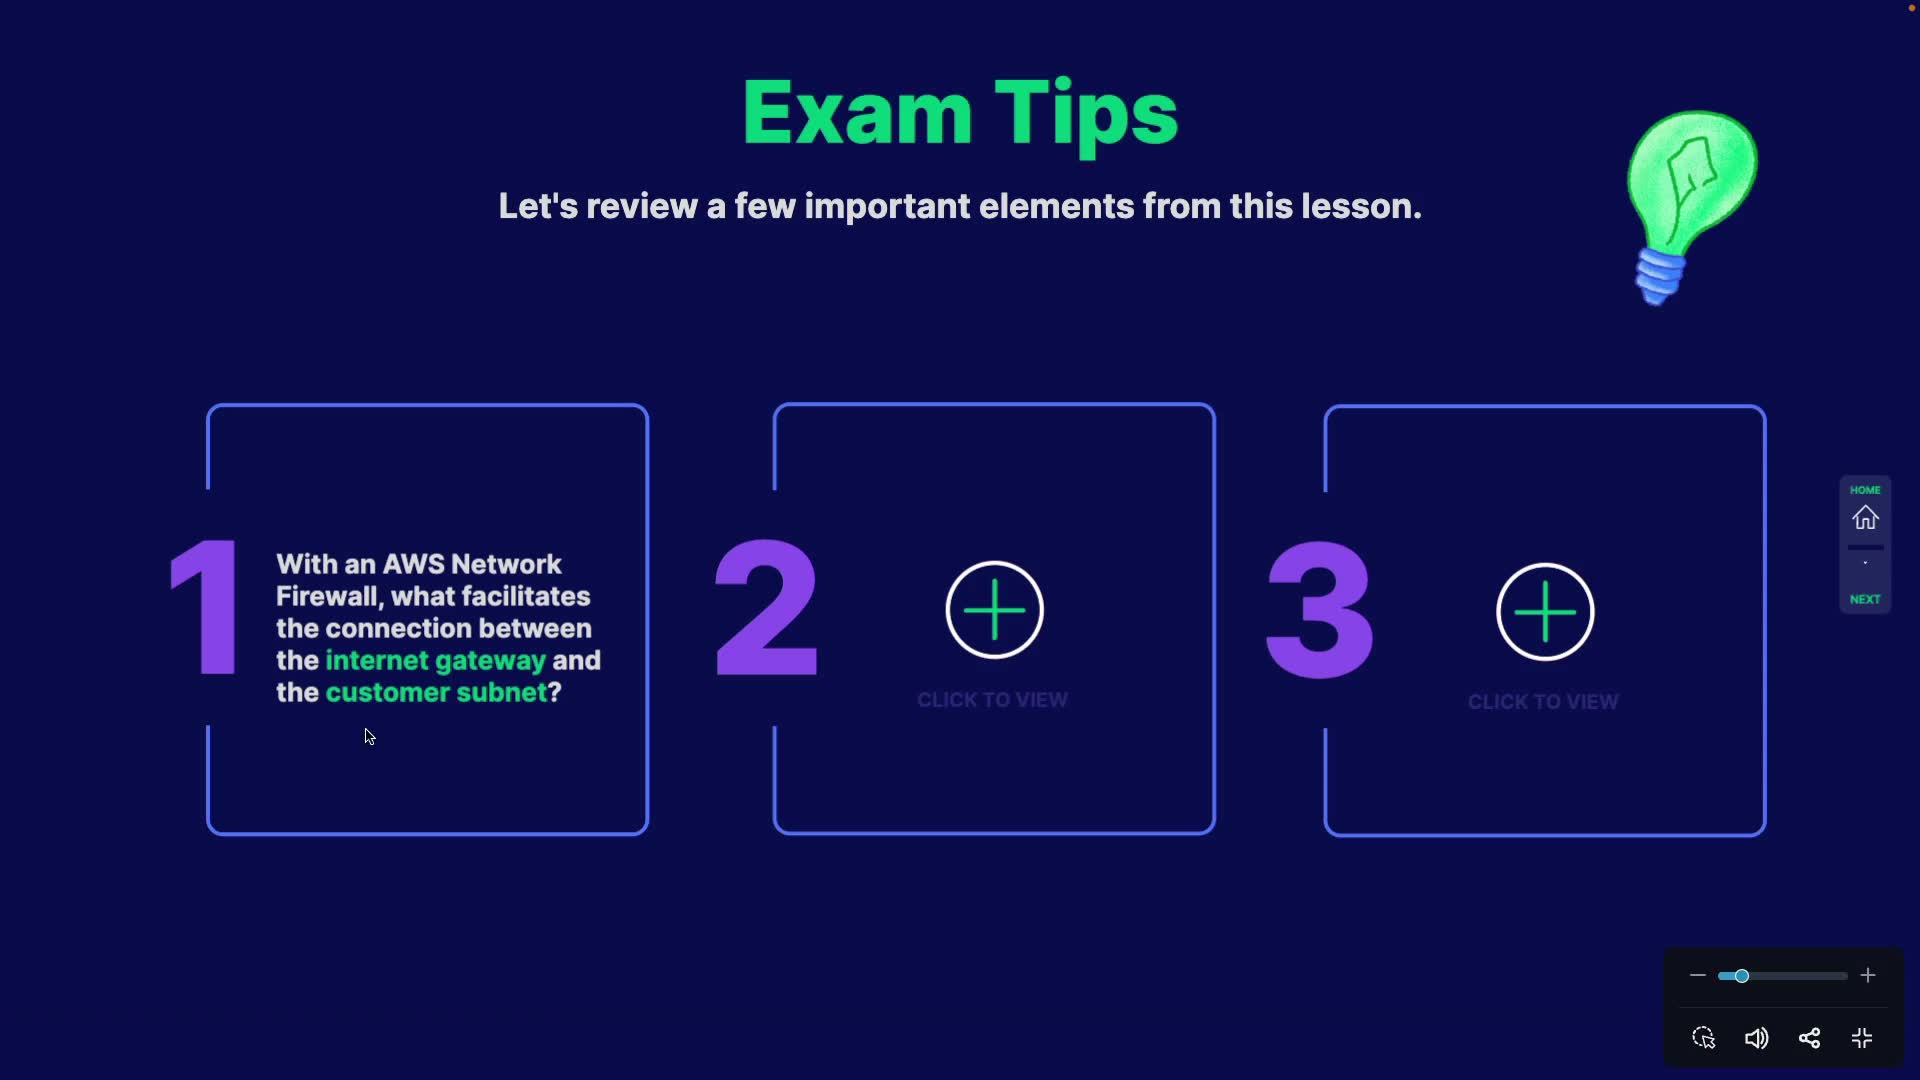 Exam Tips
Let's review a few important elements from this lesson.
1
With an AWS Network
Firewall, what facilitates
the connection between
the internet gateway and
the customer subnet?
2
CLICK TO VIEW
3
CLICK TO VIEW
HOME
NEXT